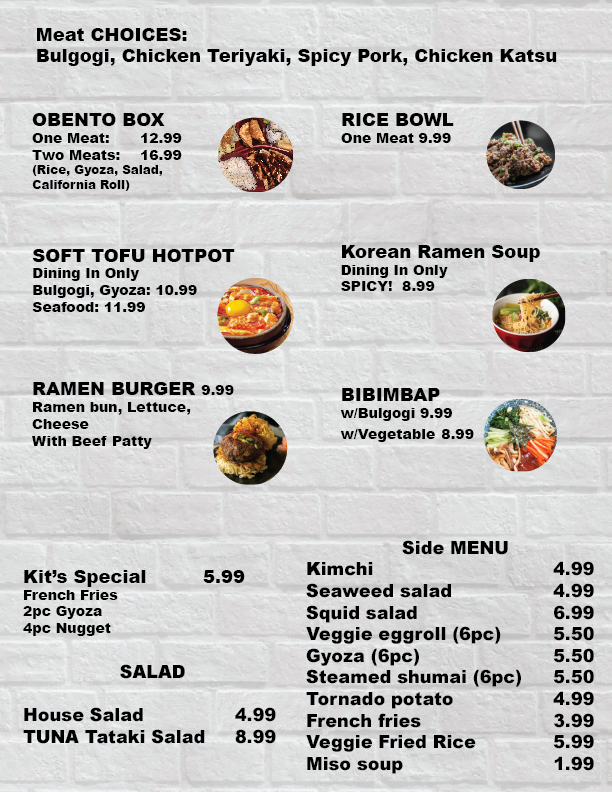 Meat CHOICES:
Bulgogi, Chicken Teriyaki, Spicy Pork, Chicken Katsu
OBENTO BOX
One Meat: 12.99
Two Meats: 16.99
(Rice, Gyoza, Salad,
California Roll)
RICE BOWL
One Meat 9.99
SOFT TOFU HOTPOT
Dining In Only
Bulgogi, Gyoza: 10.99
Seafood: 11.99
Korean Ramen Soup
Dining In Only
SPICY! 8.99
RAMEN BURGER 9.99
Ramen bun, Lettuce,
Cheese
With Beef Patty
BIBIMBAP
w/Bulgogi 9.99
w/Vegetable 8.99
Kit's Special 5.99
French Fries
2pc Gyoza
4pc Nugget
SALAD
House Salad 4.99
TUNA Tataki Salad 8.99
Side MENU
Kimchi 4.99
Seaweed salad 4.99
Squid salad 6.99
Veggie eggroll (6pc) 5.50
Gyoza (6pc) 5.50
Steamed shumai (6pc) 5.50
Tornado potato 4.99
French fries 3.99
Veggie Fried Rice 5.99
Miso soup 1.99